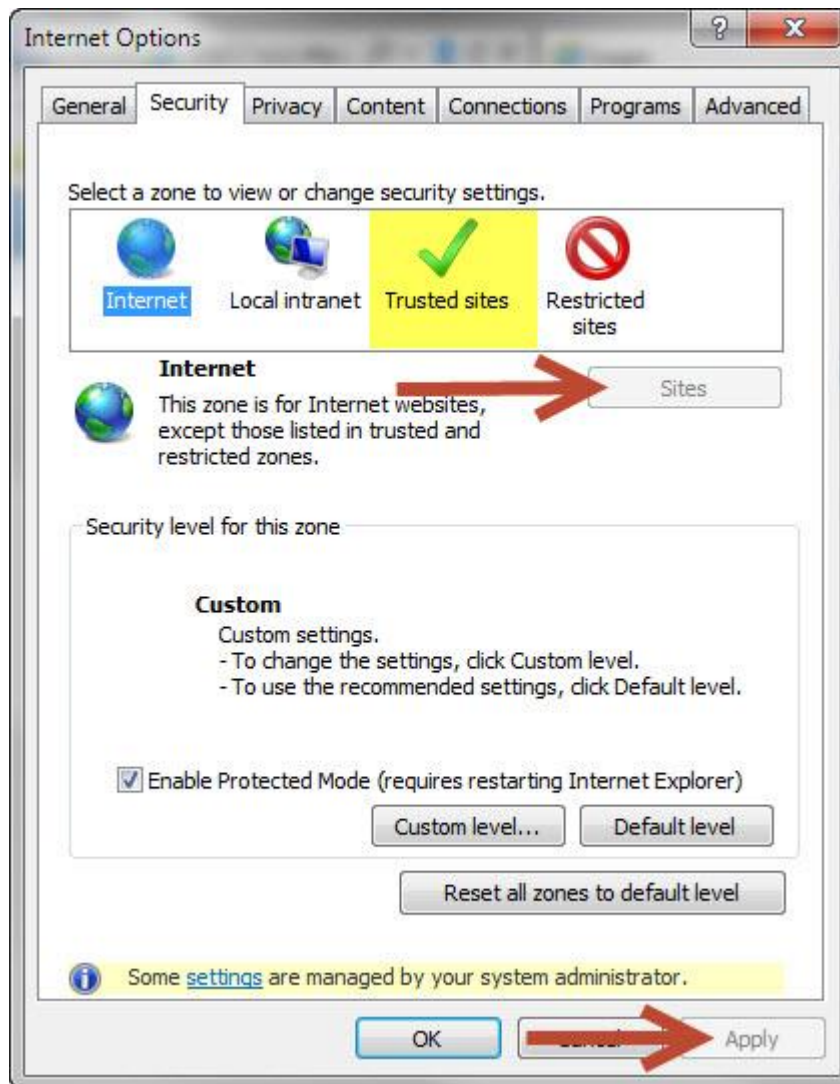 Internet Options
General Security Privacy Content Connections Programs Advanced
Select a zone to view or change security settings.
Internet Local intranet Trusted sites Restricted
sites
Internet
Sites
This zone is for Internet websites,
except those listed in trusted and
restricted zones.
Security level for this zone
Custom
Custom settings.
- To change the settings, click Custom level.
- To use the recommended settings, click Default level.
Enable Protected Mode (requires restarting Internet Explorer)
Custom level... Default level
Reset all zones to default level
Some settings are managed by your system administrator.
OK Apply